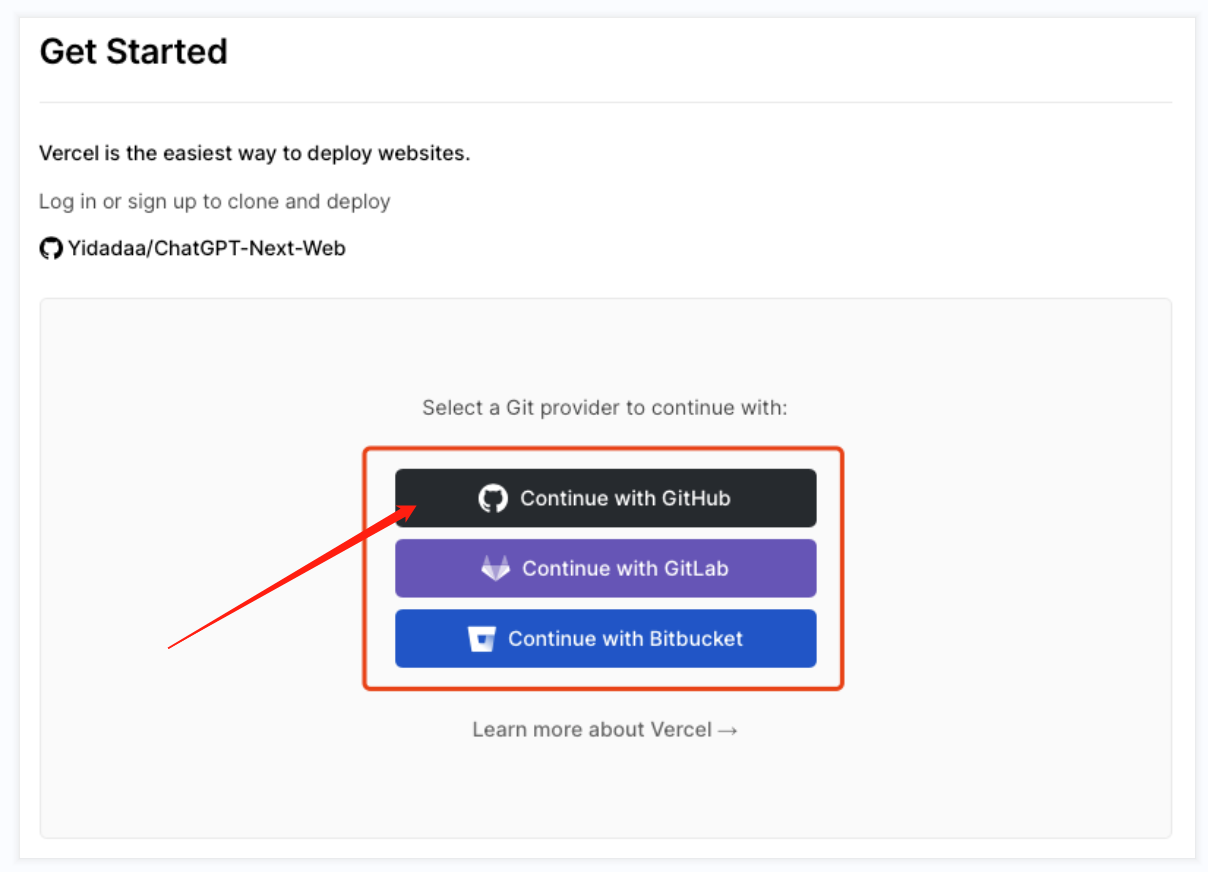 Get Started
Vercel is the easiest way to deploy websites.
Log in or sign up to clone and deploy
Yidadaa/ChatGPT-Next-Web
Select a Git provider to continue with:
Continue with GitHub
Continue with GitLab
Continue with Bitbucket
Learn more about Vercel →